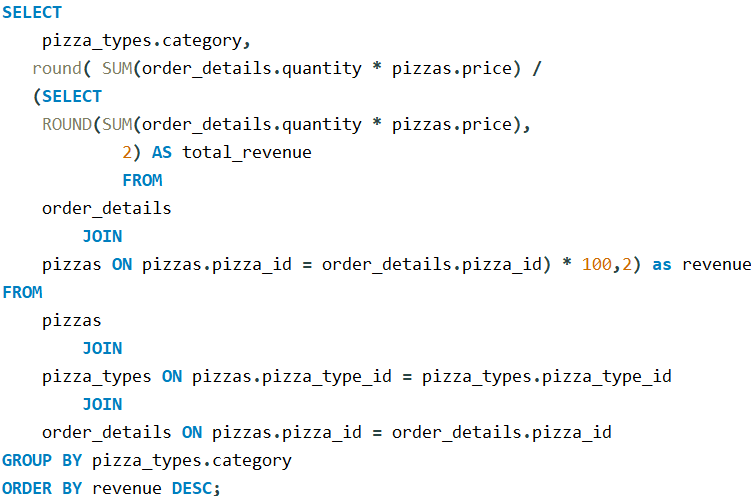 SELECT
pizza_types.category,
round( SUM(order_details.quantity * pizzas.price) /
(SELECT
ROUND(SUM(order_details.quantity * pizzas.price),
2) AS total_revenue
FROM
order_details
JOIN
pizzas ON pizzas.pizza_id = order_details.pizza_id) * 100,2) as revenue
FROM
pizzas
JOIN
pizza_types ON pizzas.pizza_type_id = pizza_types.pizza_type_id
JOIN
order_details ON pizzas.pizza_id = order_details.pizza_id
GROUP BY pizza_types.category
ORDER BY revenue DESC;